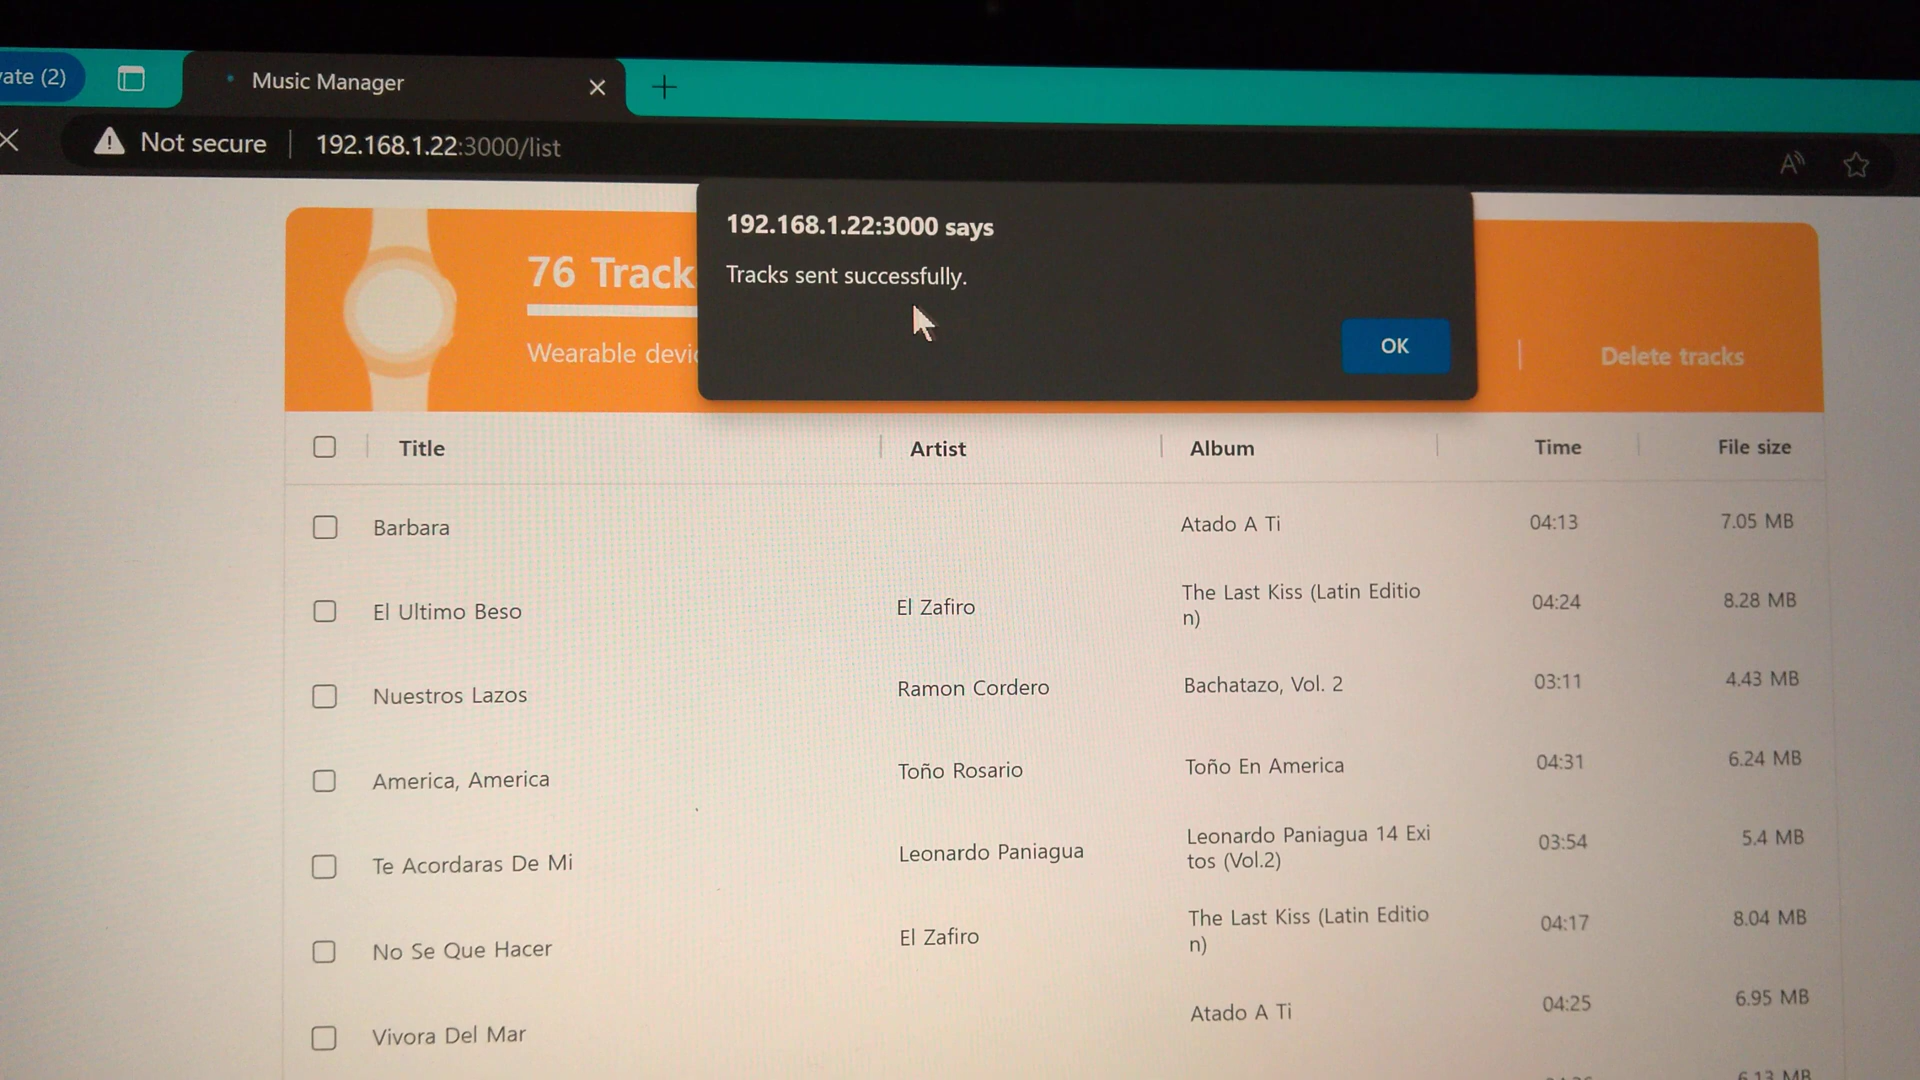 vate (2)
Music Manager
Not secure
192.168.1.22:3000/list
192.168.1.22:3000 says
Tracks sent successfully.
OK
76 Track
Wearable devic
Delete tracks
Title Artist Album Time File size
Barbara Atado A Ti 04:13 7.05 MB
El Ultimo Beso El Zafiro The Last Kiss (Latin Editio 04:24 8.28 MB
n)
Nuestros Lazos Ramon Cordero Bachatazo, Vol. 2 03:11 4.43 MB
America, America Toño Rosario Toño En America 04:31 6.24 MB
Te Acordaras De Mi Leonardo Paniagua Leonardo Paniagua 14 Exi 03:54 5.4 MB
tos (Vol.2)
No Se Que Hacer El Zafiro The Last Kiss (Latin Editio 04:17 8.04 MB
n)
Vivora Del Mar Atado A Ti 04:25 6.95 MB
6.13 MB